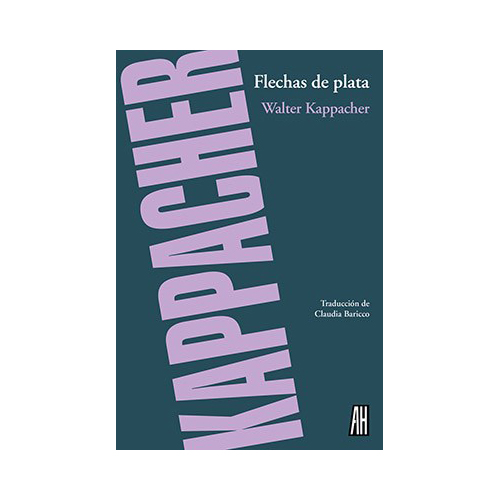 KAPPACHER
Flechas de plata
Walter Kappacher
Traducción de
Claudia Baricco
AH